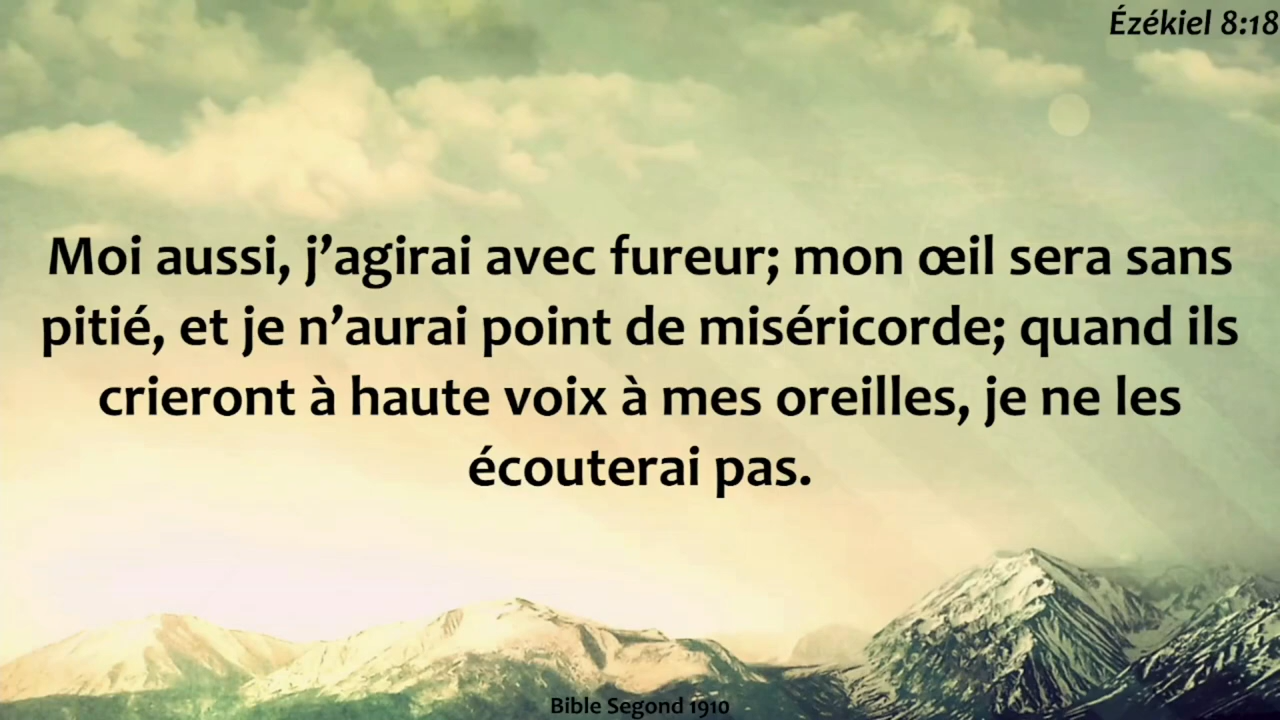 Ézékiel 8:18
Moi aussi, j’agirai avec fureur; mon œil sera sans
pitié, et je n’aurai point de miséricorde; quand ils
crieront à haute voix à mes oreilles, je ne les
écouterai pas.
Bible Segond 1910